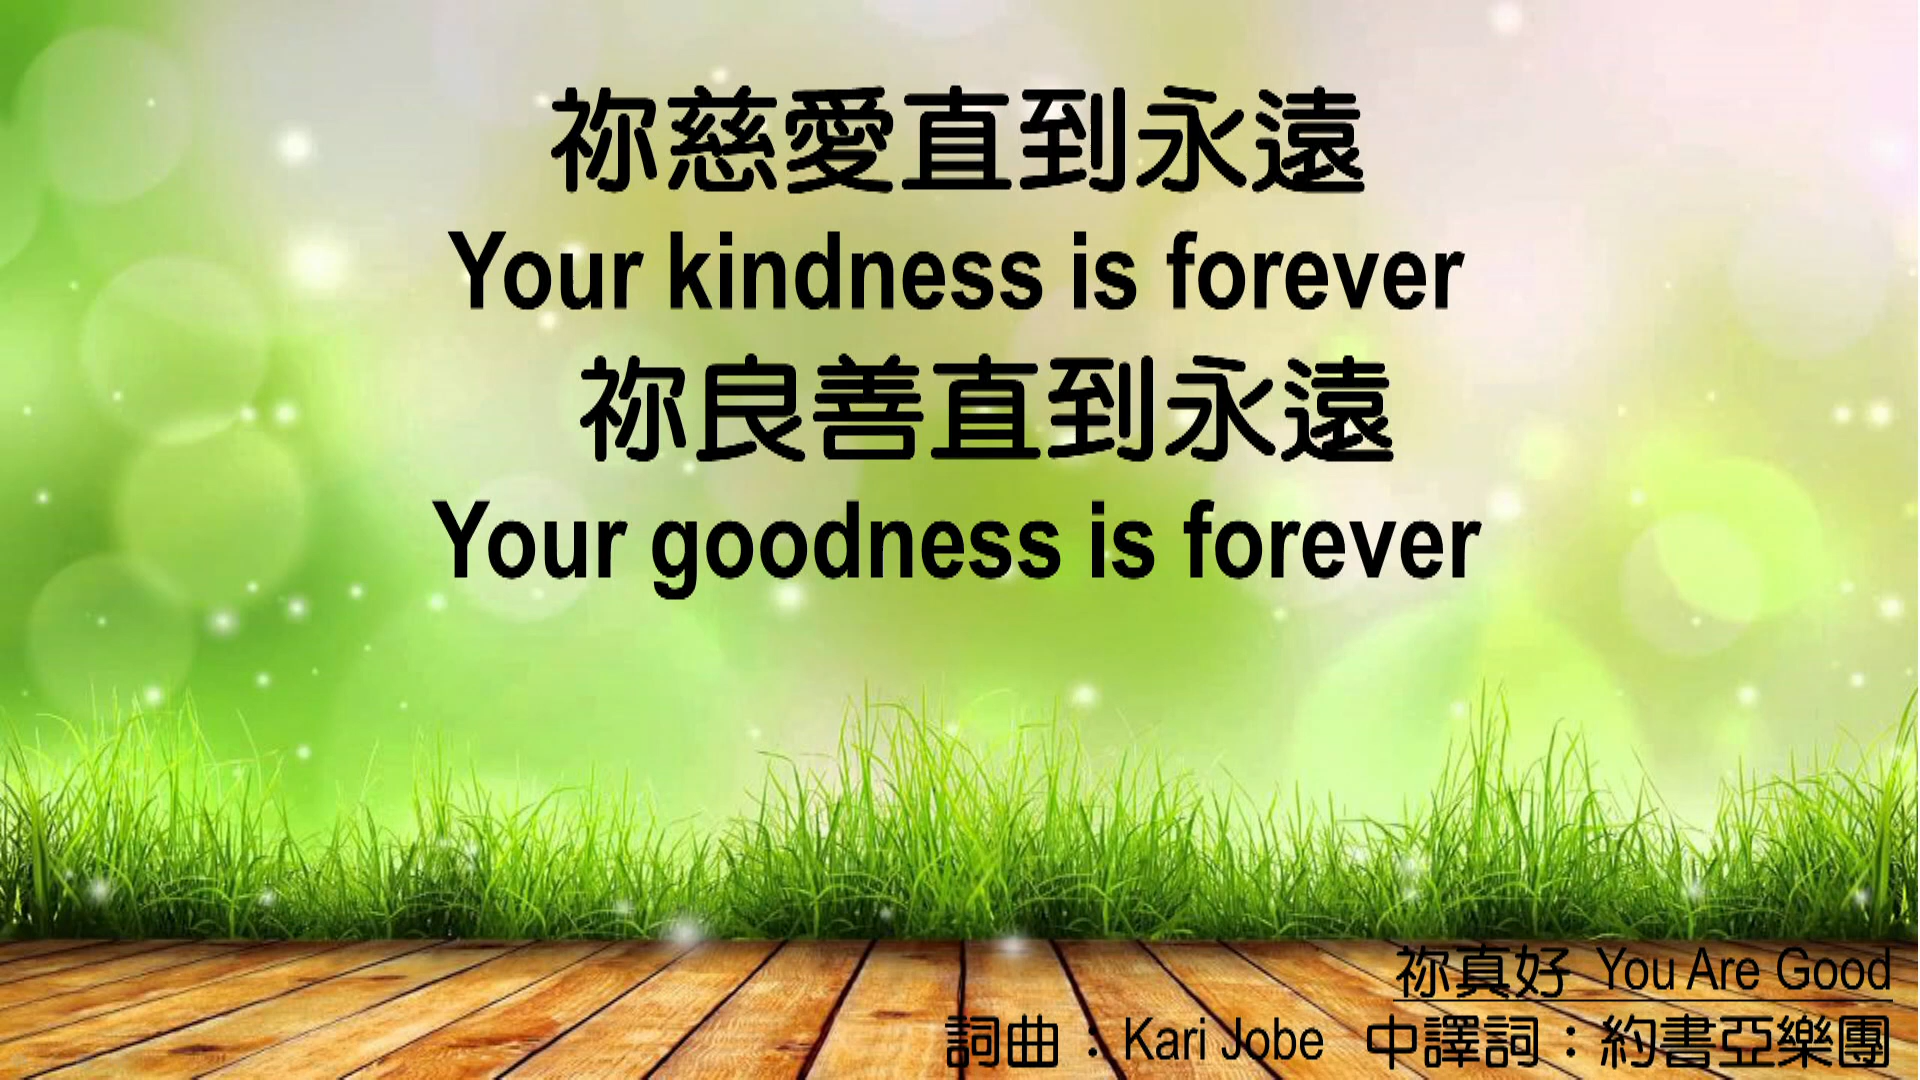 祢慈愛直到永遠
Your kindness is forever
祢良善直到永遠
Your goodness is forever
祢真好 You Are Good
詞曲：Kari Jobe 中譯詞：約書亞樂團